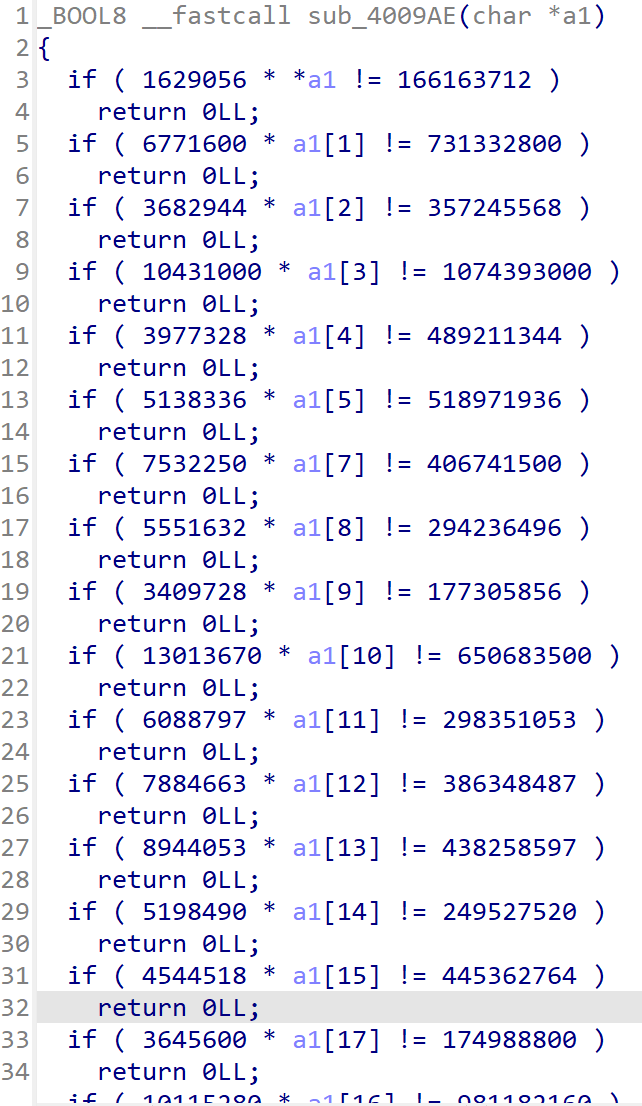 1 _BOOL8 __fastcall sub_4009AE(char *a1)
2 {
3   if ( 1629056 * *a1 != 166163712 )
4     return 0LL;
5   if ( 6771600 * a1[1] != 731332800 )
6     return 0LL;
7   if ( 3682944 * a1[2] != 357245568 )
8     return 0LL;
9   if ( 10431000 * a1[3] != 1074393000 )
10     return 0LL;
11   if ( 3977328 * a1[4] != 489211344 )
12     return 0LL;
13   if ( 5138336 * a1[5] != 518971936 )
14     return 0LL;
15   if ( 7532250 * a1[7] != 406741500 )
16     return 0LL;
17   if ( 5551632 * a1[8] != 294236496 )
18     return 0LL;
19   if ( 3409728 * a1[9] != 177305856 )
20     return 0LL;
21   if ( 13013670 * a1[10] != 650683500 )
22     return 0LL;
23   if ( 6088797 * a1[11] != 298351053 )
24     return 0LL;
25   if ( 7884663 * a1[12] != 386348487 )
26     return 0LL;
27   if ( 8944053 * a1[13] != 438258597 )
28     return 0LL;
29   if ( 5198490 * a1[14] != 249527520 )
30     return 0LL;
31   if ( 4544518 * a1[15] != 445362764 )
32     return 0LL;
33   if ( 3645600 * a1[17] != 174988800 )
34     return 0LL;
if ( 10115280 * a1[16] != 981182160 )